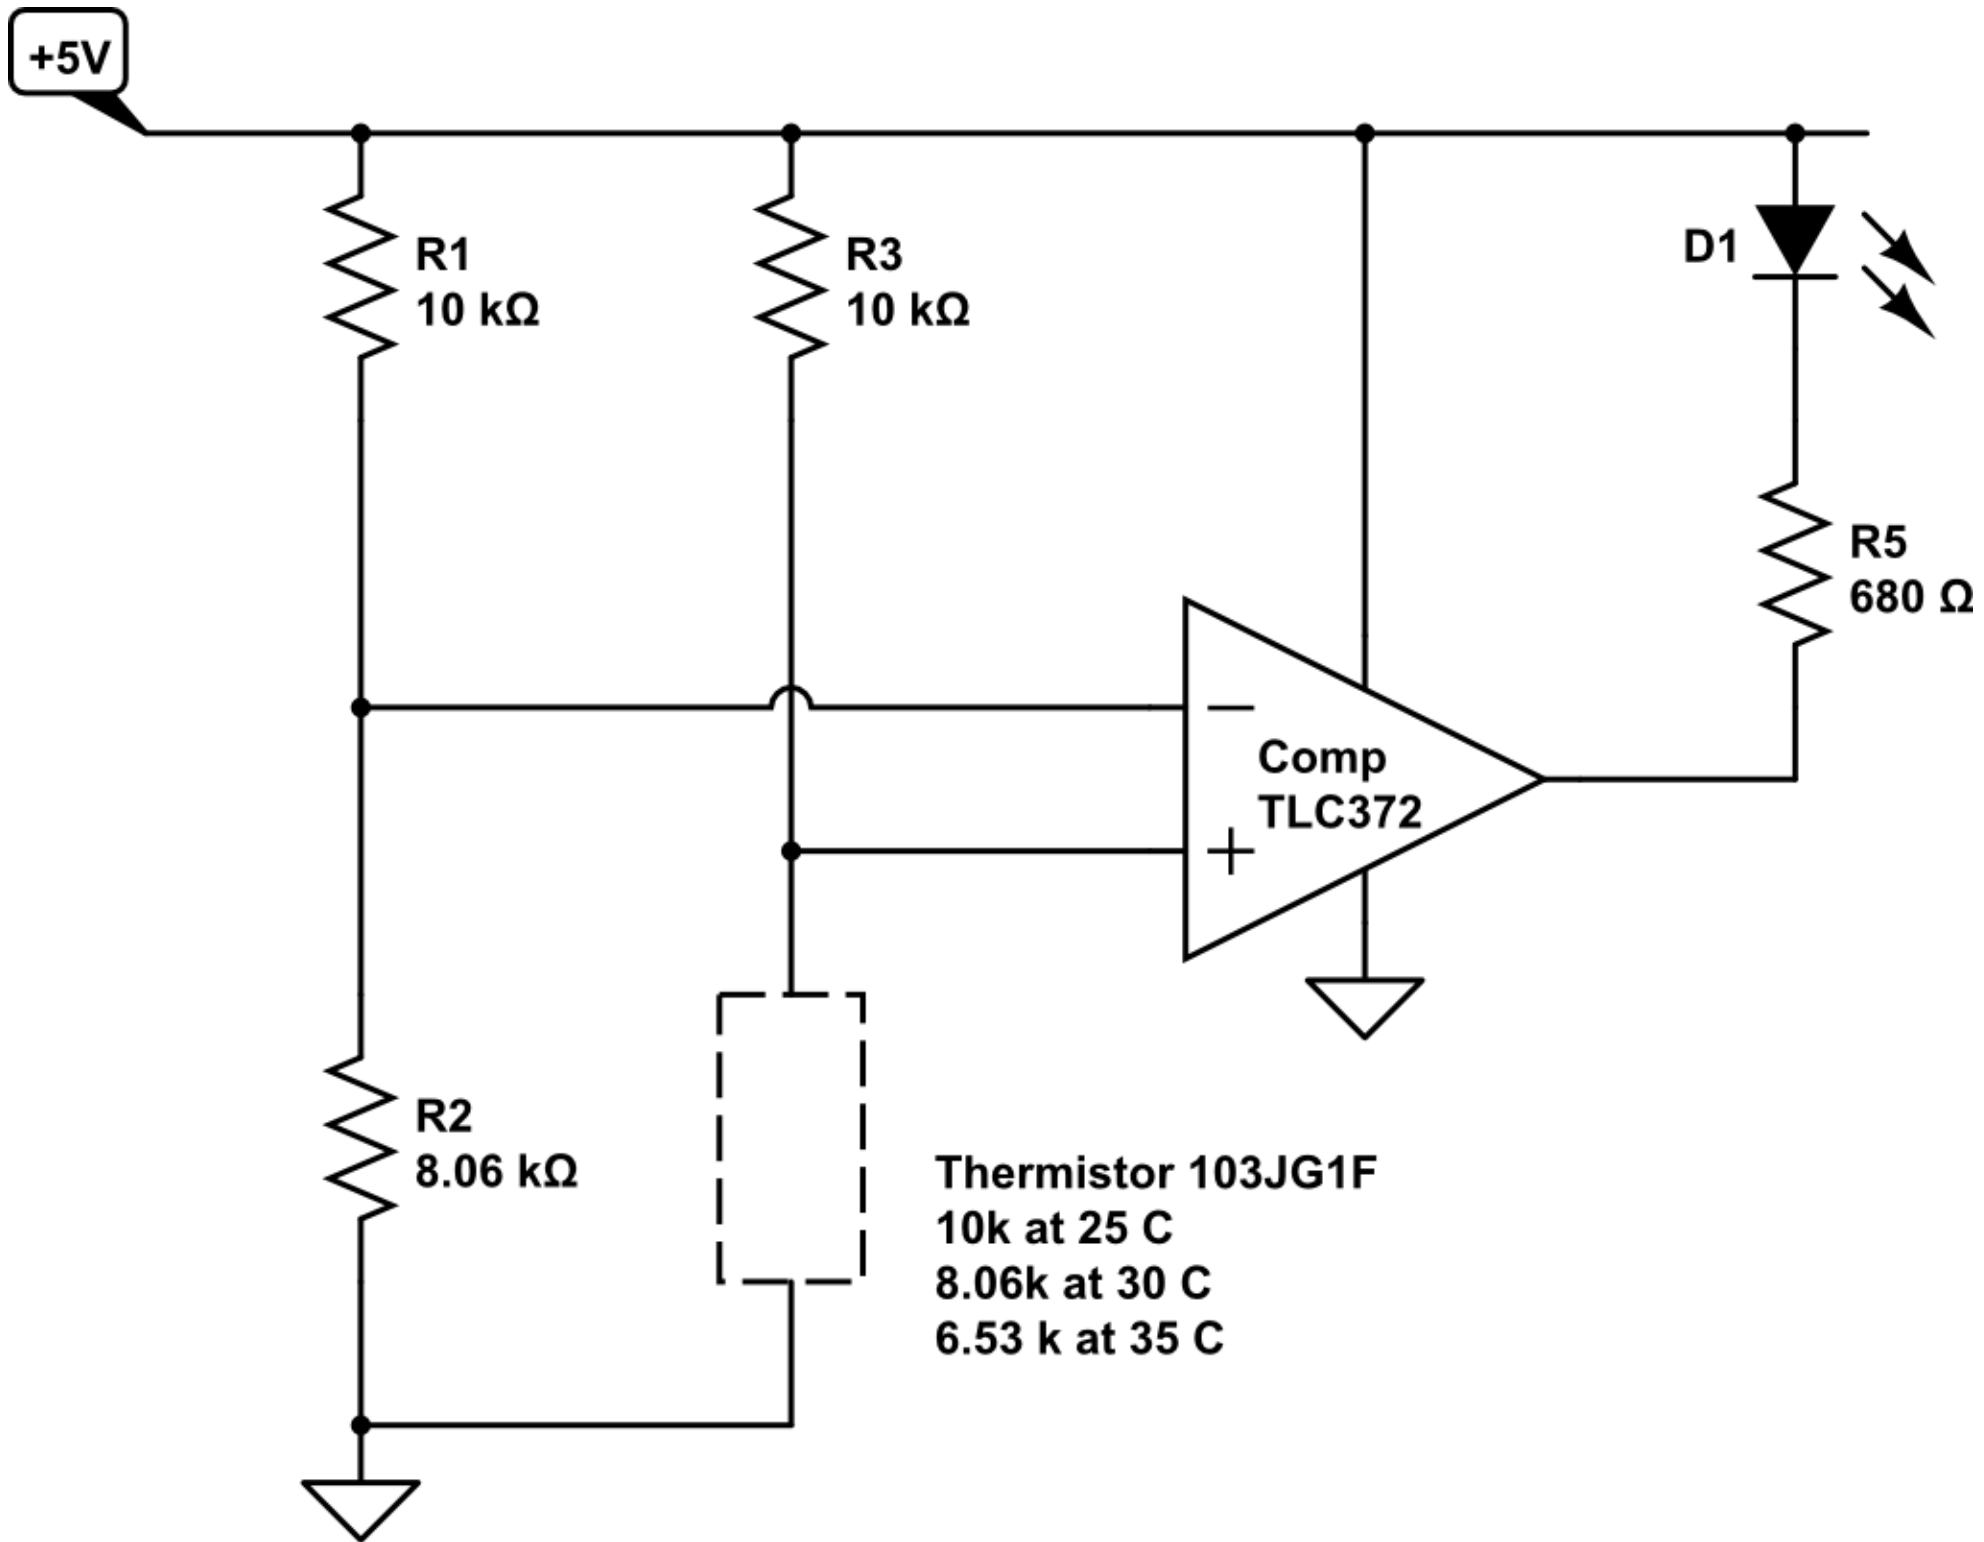 +5V
R1
10 kΩ
R3
10 kΩ
D1
R5
680 Ω
−
Comp
TLC372
+
R2
8.06 kΩ
Thermistor 103JG1F
10k at 25 C
8.06k at 30 C
6.53 k at 35 C